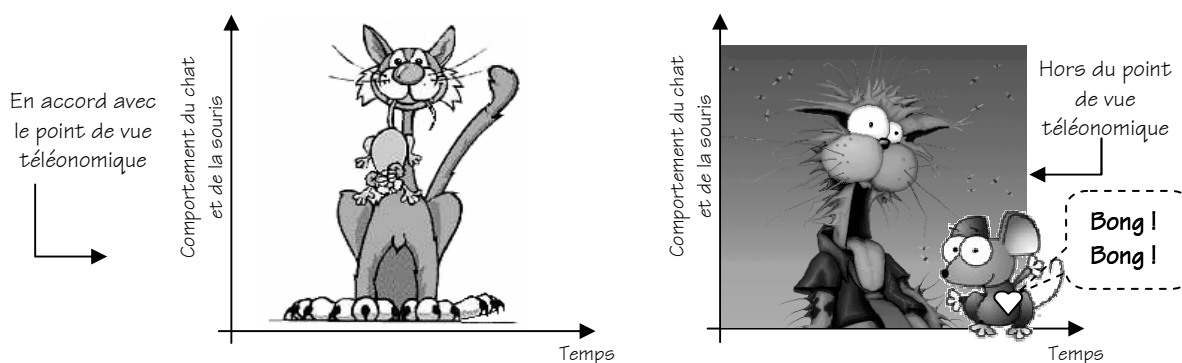 En accord avec
le point de vue
téléonomique
Comportement du chat
et de la souris
Temps
Comportement du chat
et de la souris
Hors du point
de vue
téléonomique
Bong !
Bong !
Temps